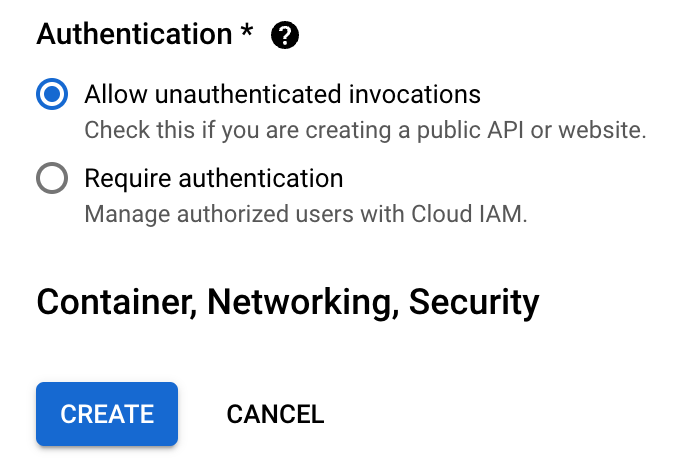 Authentication * ?
Allow unauthenticated invocations
Check this if you are creating a public API or website.
Require authentication
Manage authorized users with Cloud IAM.
Container, Networking, Security
CREATE CANCEL